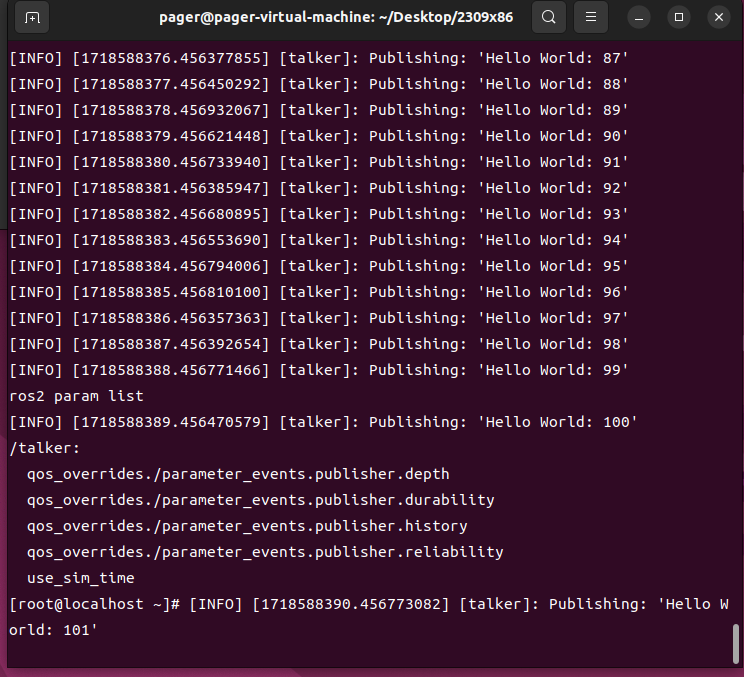 pager@pager-virtual-machine: ~/Desktop/2309x86
[INFO] [1718588376.456377855] [talker]: Publishing: 'Hello World: 87'
[INFO] [1718588377.456450292] [talker]: Publishing: 'Hello World: 88'
[INFO] [1718588378.456932067] [talker]: Publishing: 'Hello World: 89'
[INFO] [1718588379.456621448] [talker]: Publishing: 'Hello World: 90'
[INFO] [1718588380.456733940] [talker]: Publishing: 'Hello World: 91'
[INFO] [1718588381.456385947] [talker]: Publishing: 'Hello World: 92'
[INFO] [1718588382.456680895] [talker]: Publishing: 'Hello World: 93'
[INFO] [1718588383.456553690] [talker]: Publishing: 'Hello World: 94'
[INFO] [1718588384.456794006] [talker]: Publishing: 'Hello World: 95'
[INFO] [1718588385.456810100] [talker]: Publishing: 'Hello World: 96'
[INFO] [1718588386.456357363] [talker]: Publishing: 'Hello World: 97'
[INFO] [1718588387.456392654] [talker]: Publishing: 'Hello World: 98'
[INFO] [1718588388.456771466] [talker]: Publishing: 'Hello World: 99'
ros2 param list
[INFO] [1718588389.456470579] [talker]: Publishing: 'Hello World: 100'
/talker:
  qos_overrides./parameter_events.publisher.depth
  qos_overrides./parameter_events.publisher.durability
  qos_overrides./parameter_events.publisher.history
  qos_overrides./parameter_events.publisher.reliability
  use_sim_time
[root@localhost ~]# [INFO] [1718588390.456773082] [talker]: Publishing: 'Hello W
orld: 101'